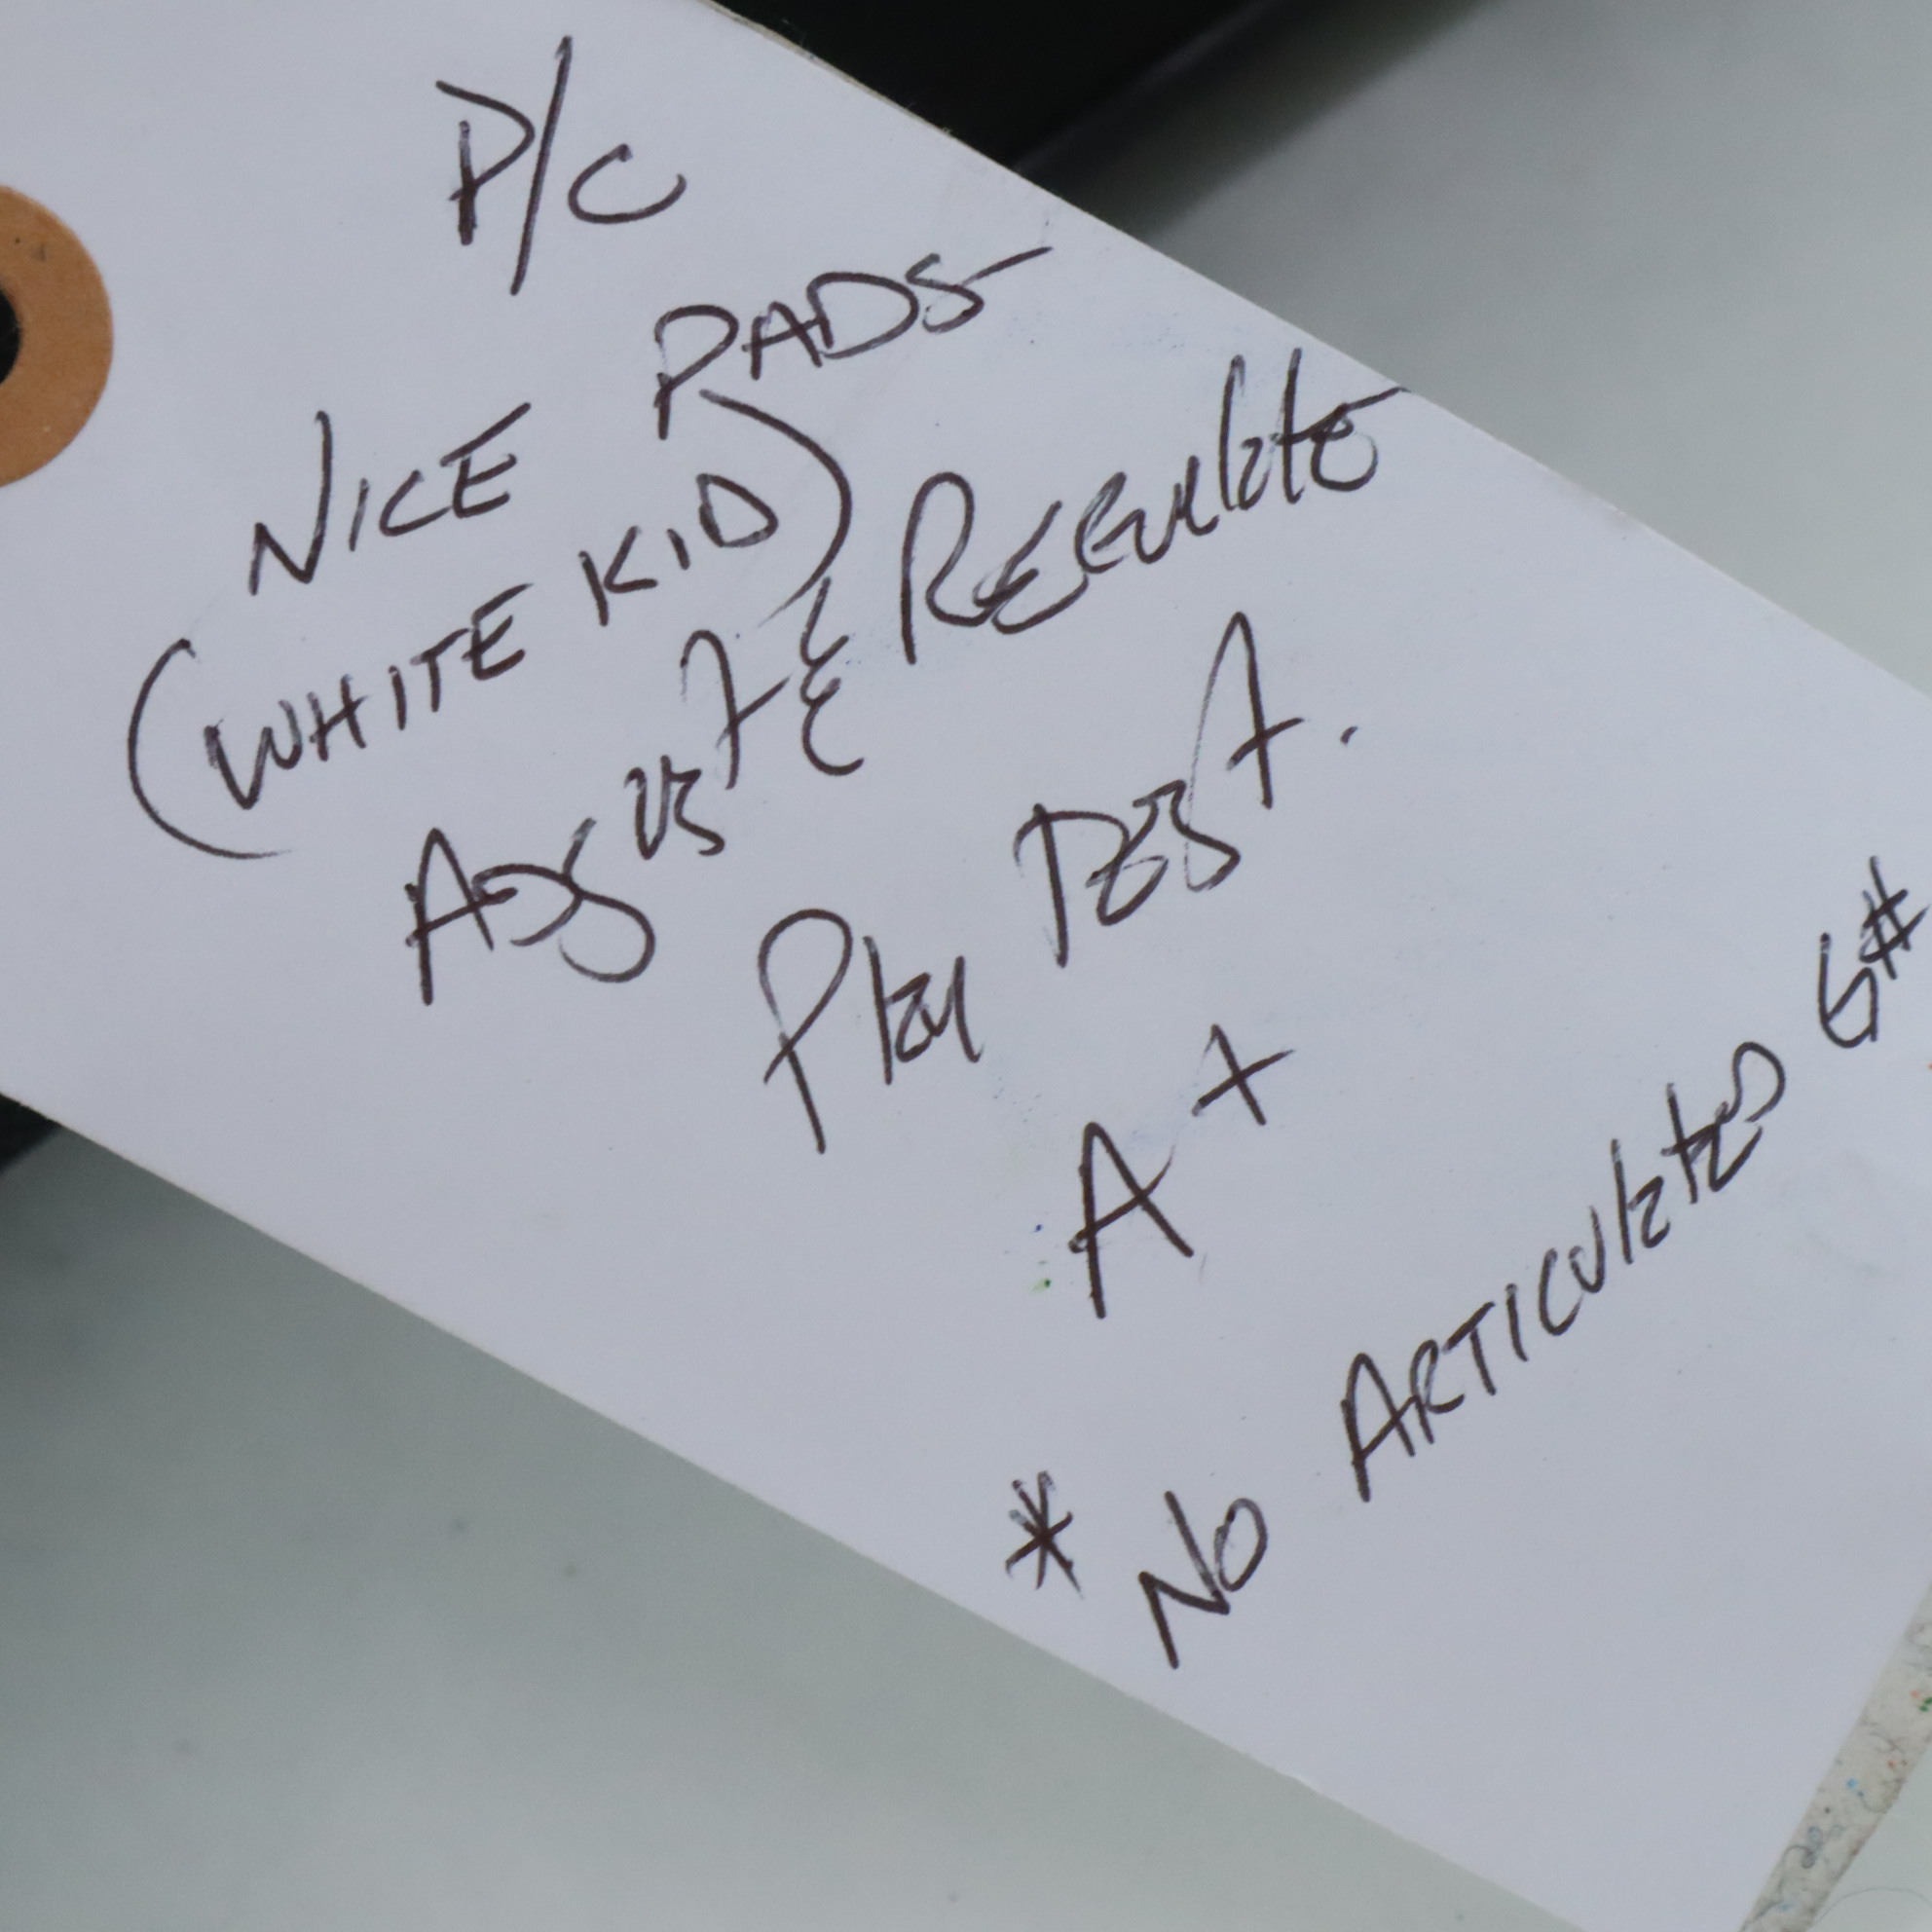 P/C
NICE PADS
(WHITE KID)
ADJUST & REGULATE
Play TEST.
A+
* NO ARTICULATED G#